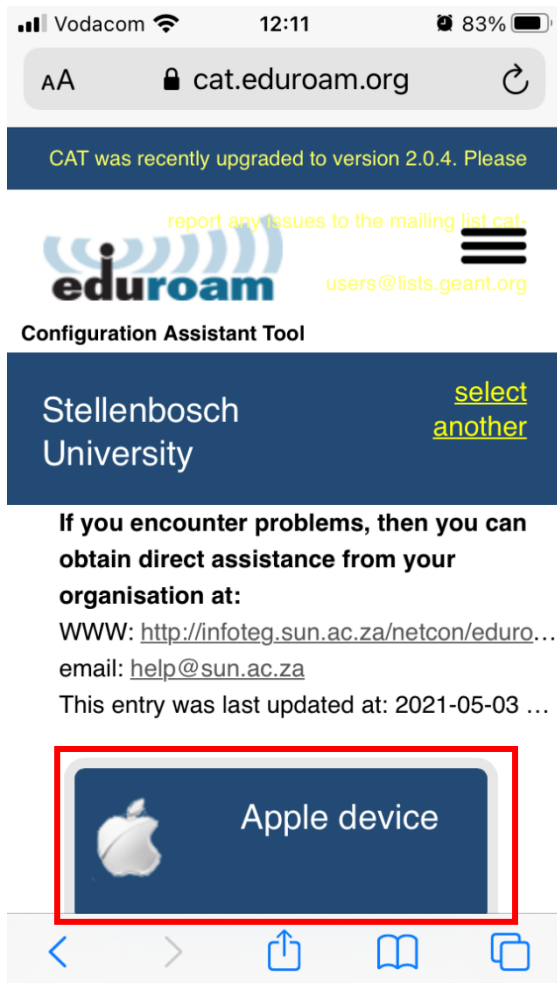 Vodacom 12:11 83%
AA cat.eduroam.org
CAT was recently upgraded to version 2.0.4. Please
report any issues to the mailing list cat-
users@lists.geant.org
eduroam
Configuration Assistant Tool
Stellenbosch
University
select
another
If you encounter problems, then you can
obtain direct assistance from your
organisation at:
WWW: http://infoteg.sun.ac.za/netcon/eduro...
email: help@sun.ac.za
This entry was last updated at: 2021-05-03 ...
Apple device